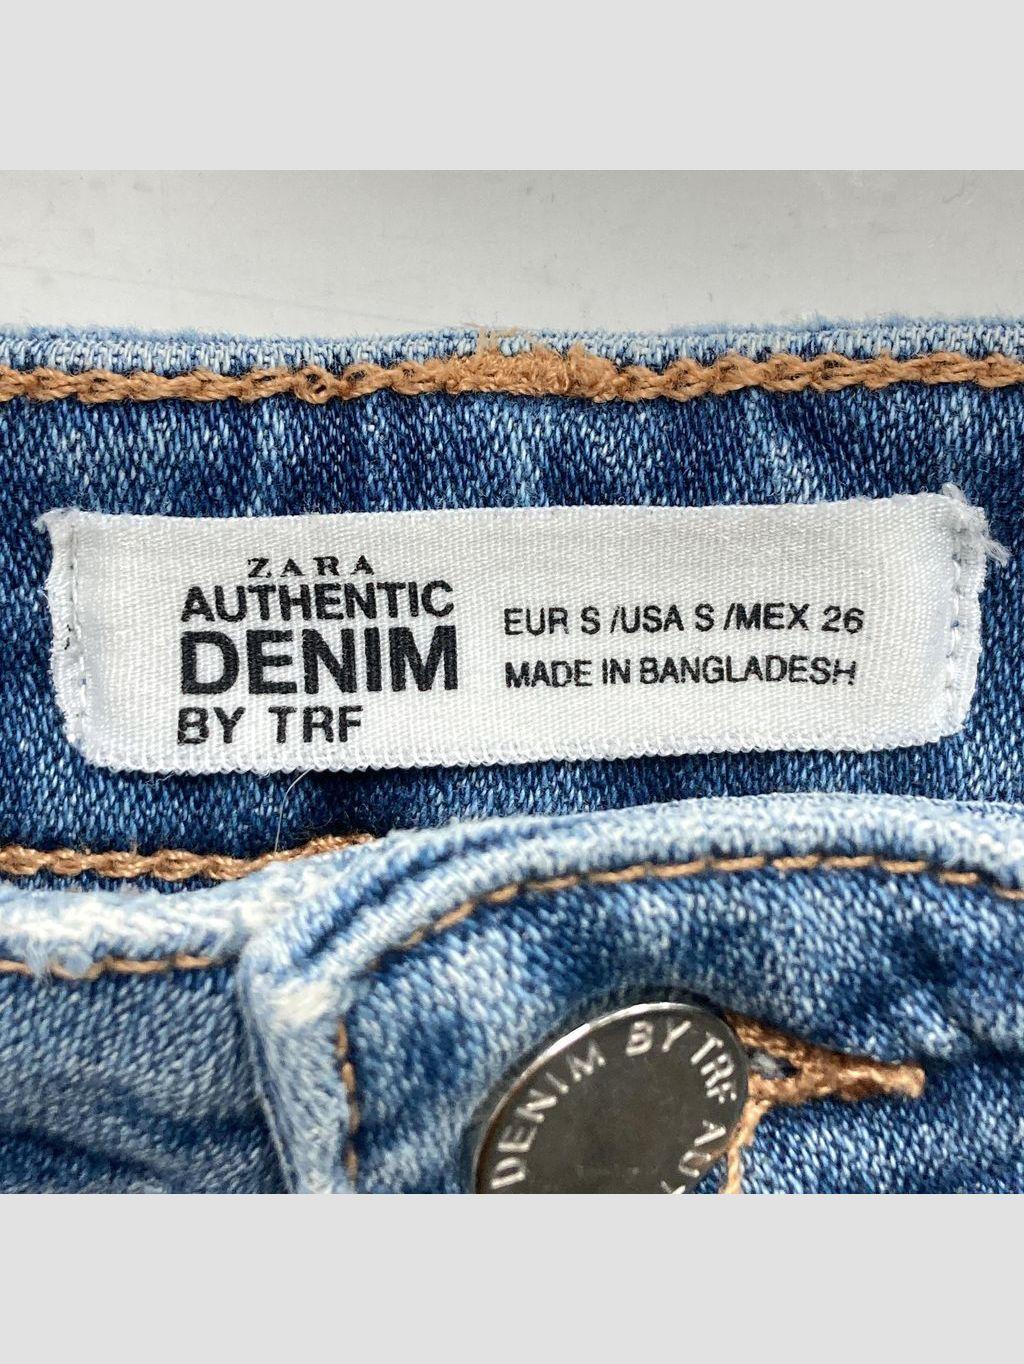 ZARA
AUTHENTIC
DENIM
BY TRF
EUR S /USA S /MEX 26
MADE IN BANGLADESH
DENIM BY TRF